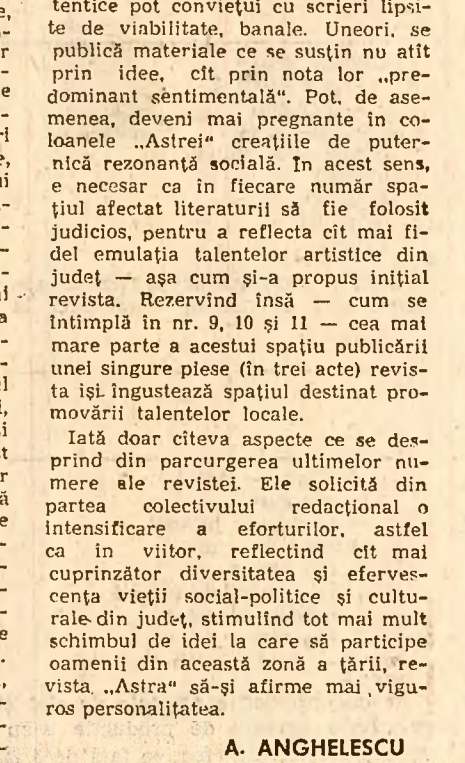 tentice pot conviețui cu scrieri lipsi-
te de viabilitate, banale. Uneori, se
publică materiale ce se susțin nu atît
prin idee, cît prin nota lor „pre-
dominant sentimentală“. Pot, de ase-
menea, deveni mai pregnante în co-
loanele „Astrei“ creațiile de puter-
nică rezonanță socială. In acest sens,
e necesar ca în fiecare număr spa-
țiul afectat literaturii să fie folosit
judicios, pentru a reflecta cît mai fi-
del emulația talentelor artistice din
județ — așa cum și-a propus inițial
revista. Rezervînd însă — cum se
întîmplă în nr. 9, 10 și 11 — cea mai
mare parte a acestui spațiu publicării
unei singure piese (în trei acte) revis-
ta își îngustează spațiul destinat pro-
movării talentelor locale.
Iată doar cîteva aspecte ce se des-
prind din parcurgerea ultimelor nu-
mere ale revistei. Ele solicită din
partea colectivului redacțional o
intensificare a eforturilor, astfel
ca în viitor, reflectînd cît mai
cuprinzător diversitatea și eferves-
cența vieții social-politice și cultu-
rale din județ, stimulînd tot mai mult
schimbul de idei la care să participe
oamenii din această zonă a țării, re-
vista „Astra“ să-și afirme mai vigu-
ros personalitatea.
A. ANGHELESCU